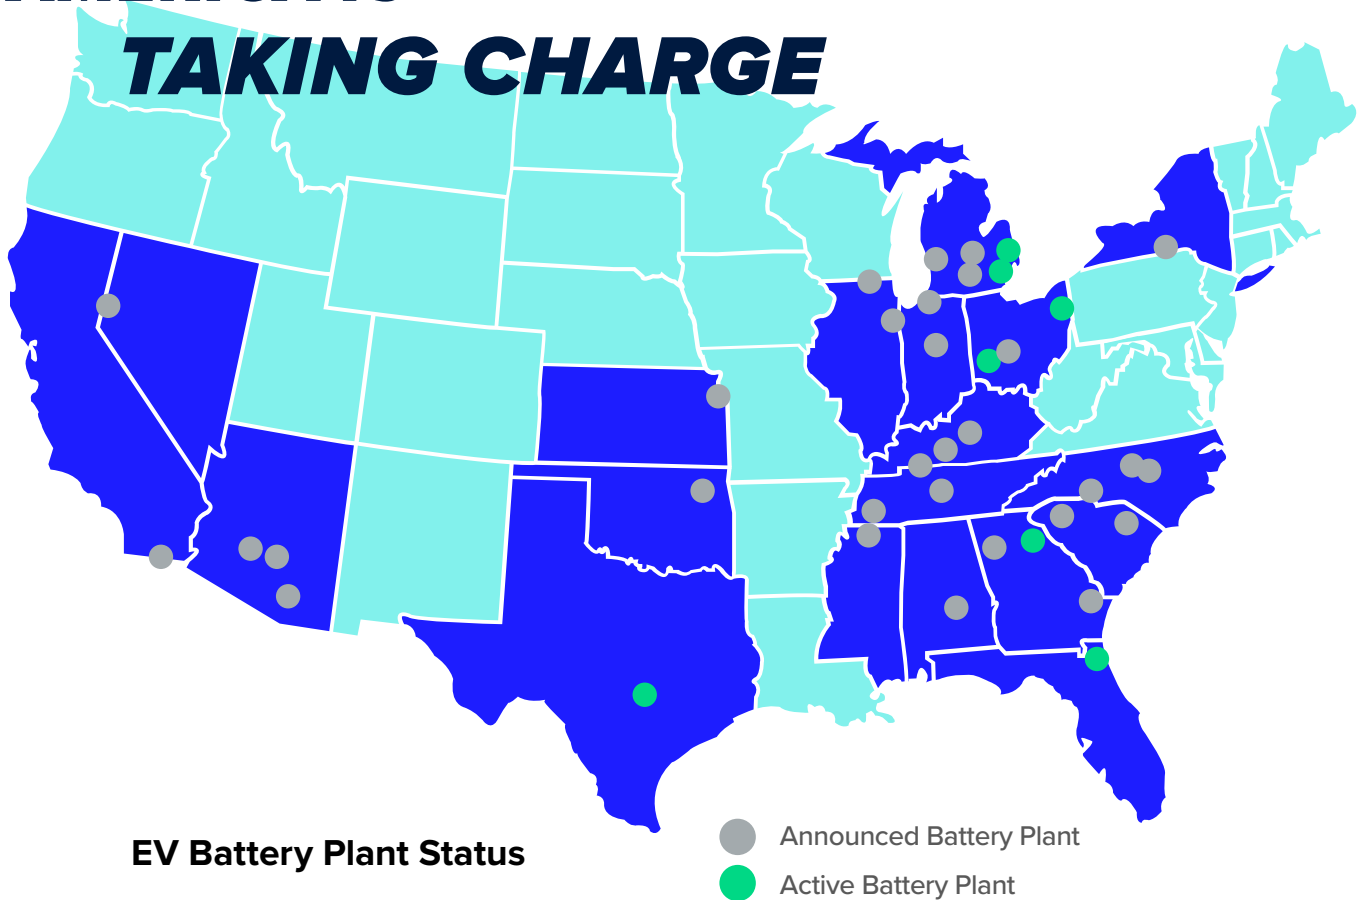 TAKING CHARGE
EV Battery Plant Status
Announced Battery Plant
Active Battery Plant